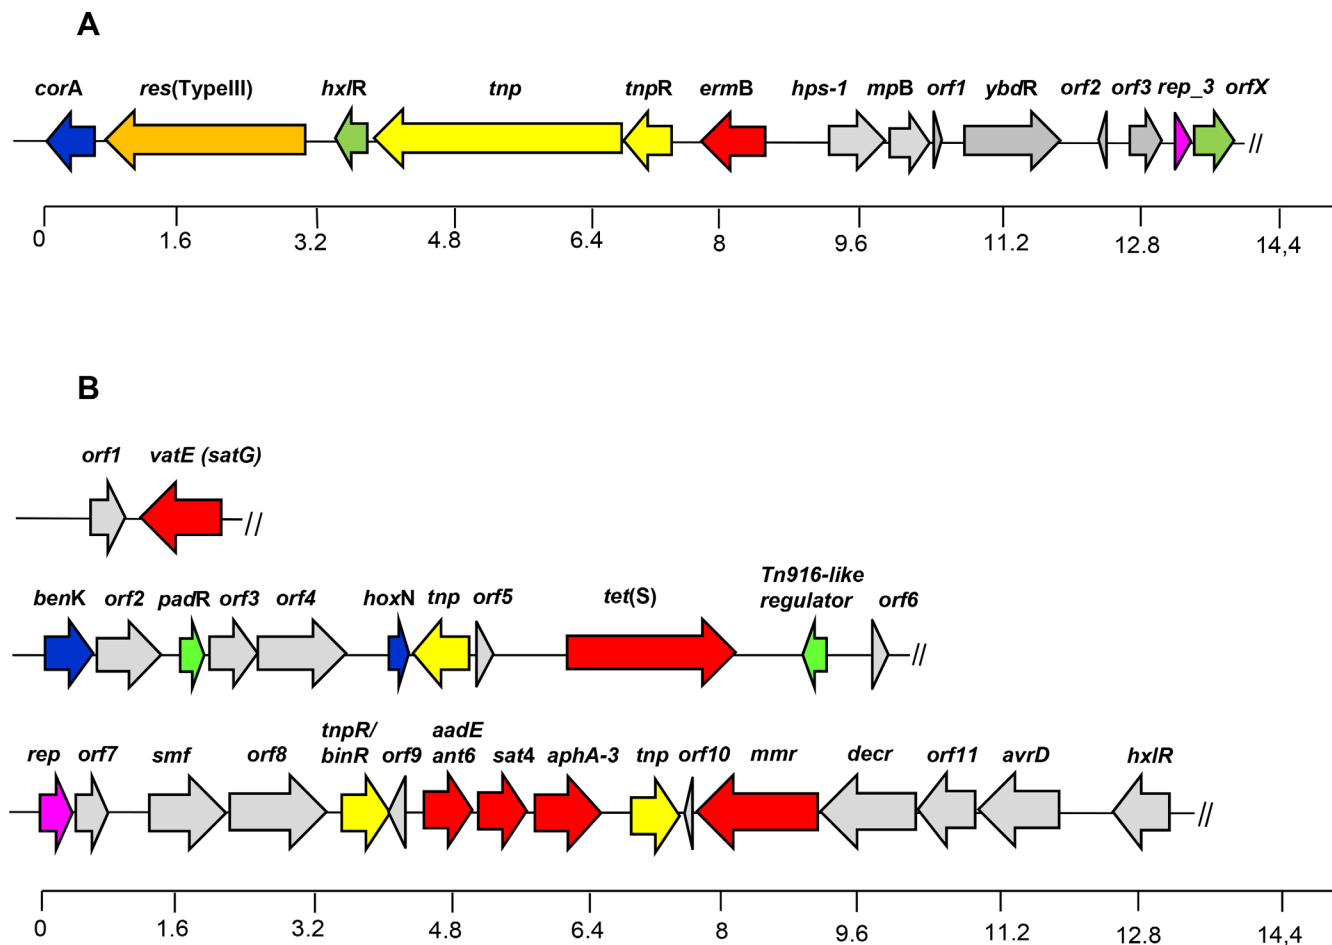 A
corA res(TypeIII) hxlR tnp tnpR ermB hps-1 mpB orf1 ybdR orf2 orf3 rep_3 orfX
//
0 1.6 3.2 4.8 6.4 8 9.6 11.2 12.8 14,4
B
orf1 vatE (satG)
//
Tn916-like
benK orf2 padR orf3 orf4 hoxN tnp orf5 tet(S) regulator orf6
//
tnpR/ aadE
rep orf7 smf orf8 binR orf9 ant6 sat4 aphA-3 tnp orf10 mmr decr orf11 avrD hxlR
//
0 1.6 3.2 4.8 6.4 8 9.6 11.2 12.8 14,4